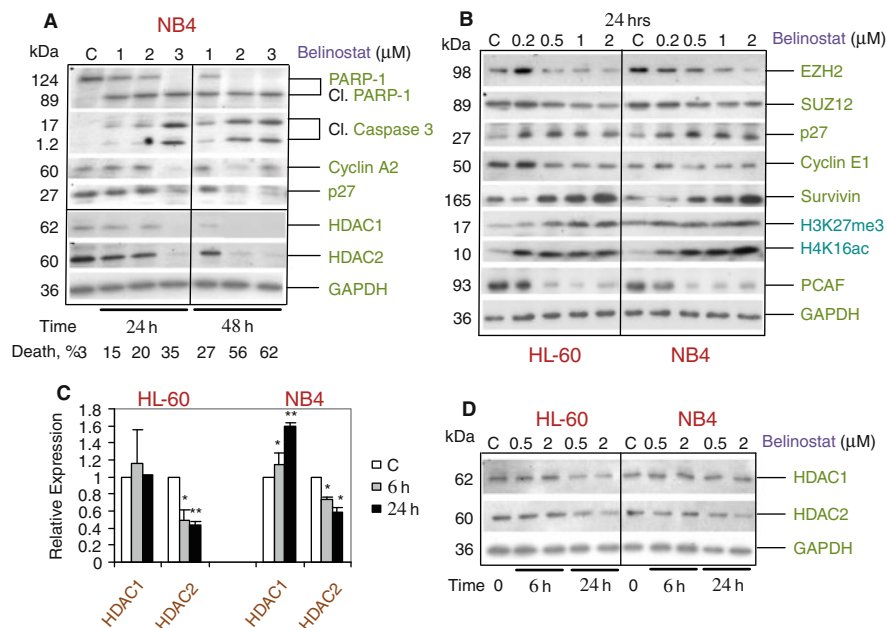 A
NB4
kDa C 1 2 3 1 2 3 Belinostat (μM)
124 PARP-1
89 Cl. PARP-1
17
Cl. Caspase 3
1.2
60 Cyclin A2
27 p27
62 HDAC1
60 HDAC2
36 GAPDH
Time 24 h 48 h
Death, %3 15 20 35 27 56 62
B
24 hrs
kDa C 0.2 0.5 1 2 C 0.2 0.5 1 2 Belinostat (μM)
98 EZH2
89 SUZ12
27 p27
50 Cyclin E1
165 Survivin
17 H3K27me3
10 H4K16ac
93 PCAF
36 GAPDH
HL-60 NB4
C
HL-60 NB4
Relative Expression
1.8
1.6
1.4
1.2
1
0.8
0.6
0.4
0.2
0
* ** * ** * *
C
6 h
24 h
HDAC1 HDAC2 HDAC1 HDAC2
D
HL-60 NB4
kDa C 0.5 2 0.5 2 C 0.5 2 0.5 2 Belinostat (μM)
62 HDAC1
60 HDAC2
36 GAPDH
Time 0 6 h 24 h 0 6 h 24 h